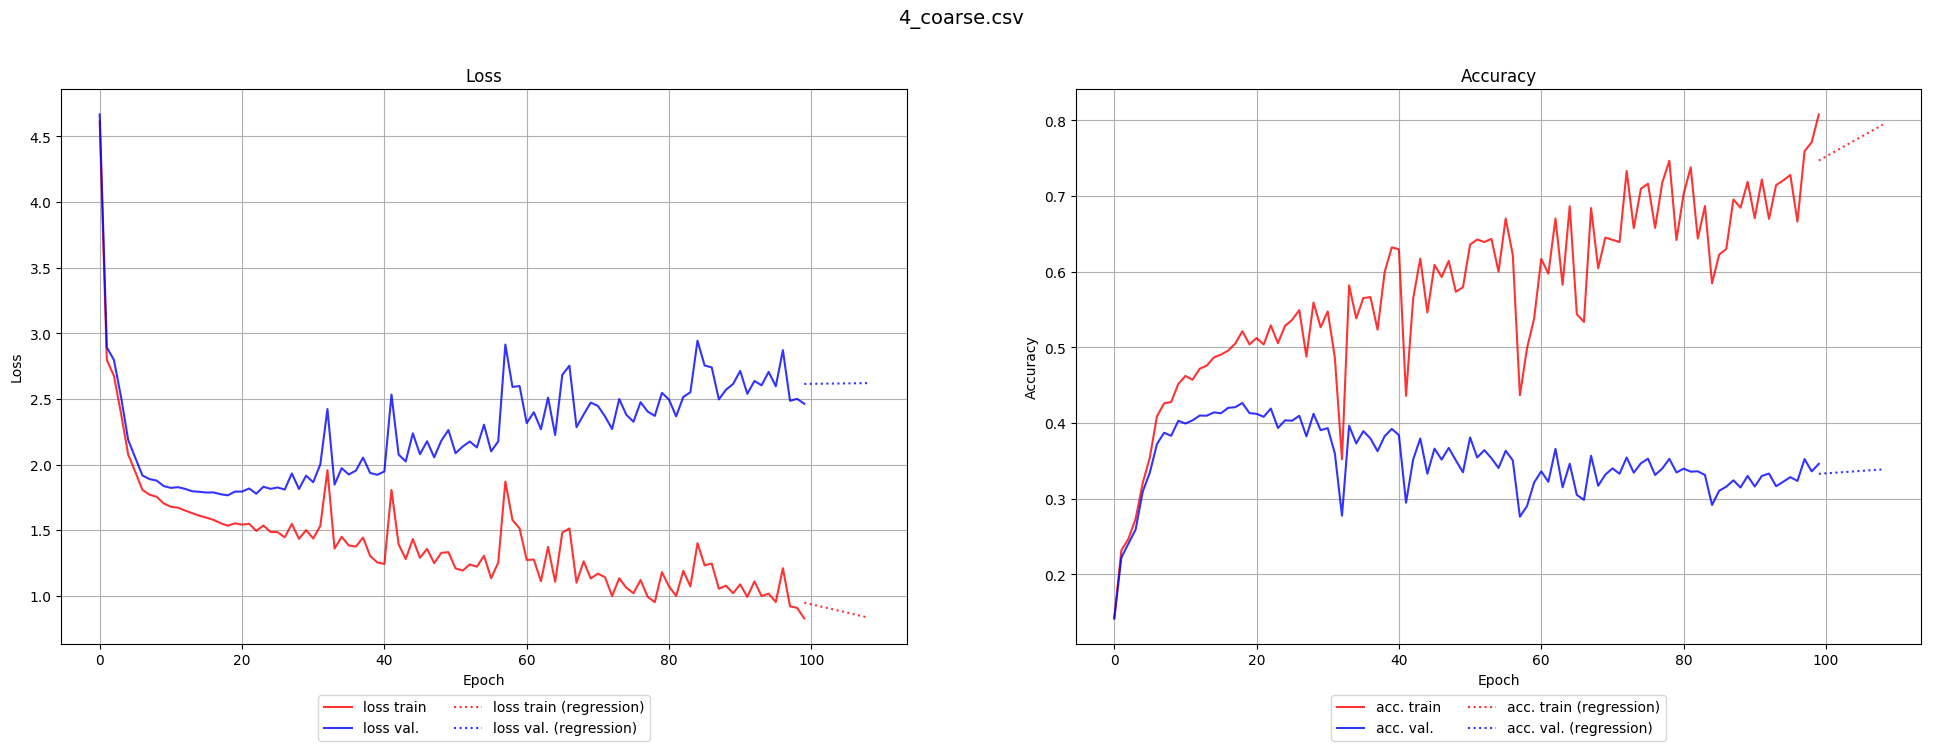 4_coarse.csv
Loss
Loss
4.5
4.0
3.5
3.0
2.5
2.0
1.5
1.0
0 20 40 60 80 100
Epoch
loss train loss train (regression)
loss val. loss val. (regression)
Accuracy
Accuracy
0.8
0.7
0.6
0.5
0.4
0.3
0.2
0 20 40 60 80 100
Epoch
acc. train acc. train (regression)
acc. val. acc. val. (regression)